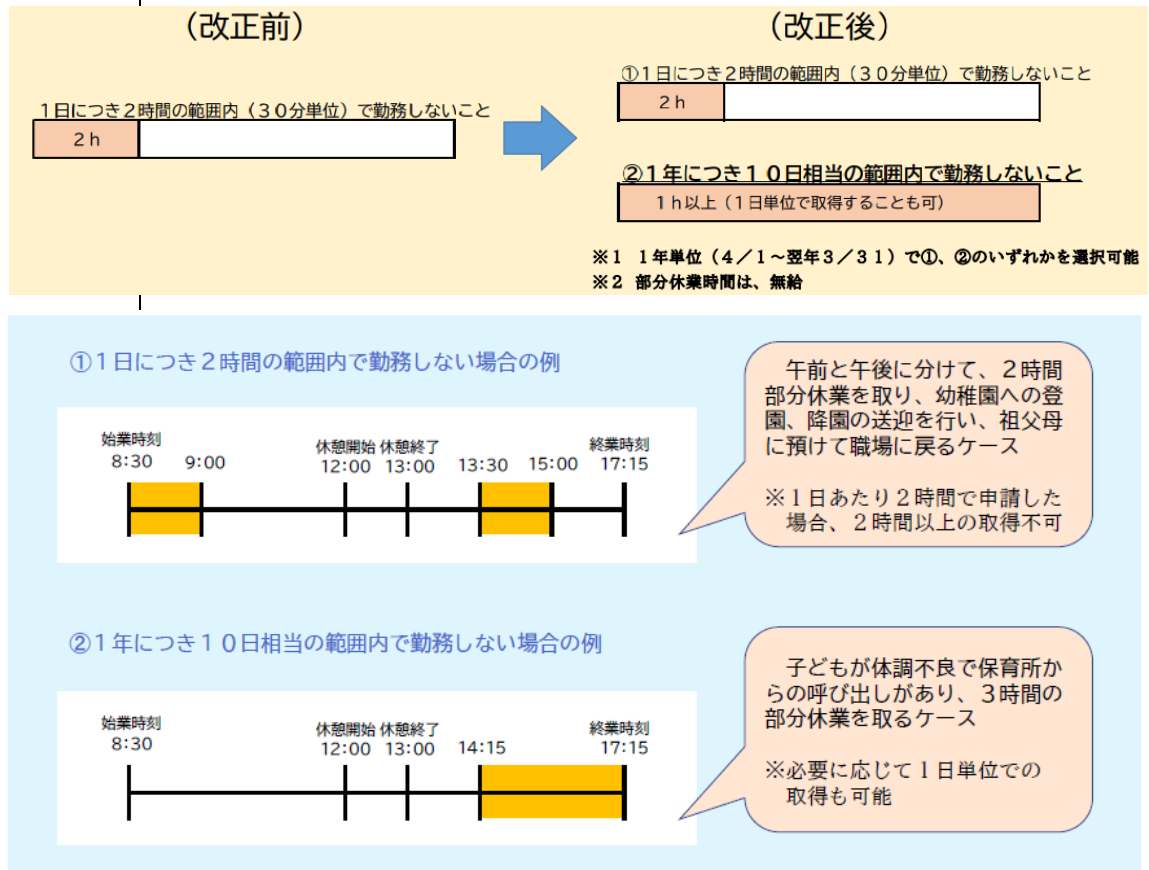 （改正前）
1日につき２時間の範囲内（３０分単位）で勤務しないこと
２ｈ
（改正後）
①１日につき２時間の範囲内（３０分単位）で勤務しないこと
２ｈ
②１年につき１０日相当の範囲内で勤務しないこと
１ｈ以上（１日単位で取得することも可）
※１　１年単位（４／１～翌年３／３１）で①、②のいずれかを選択可能
※２　部分休業時間は、無給
①１日につき２時間の範囲内で勤務しない場合の例
始業時刻
8:30
9:00
休憩開始 休憩終了
12:00 13:00
13:30
15:00
終業時刻
17:15
午前と午後に分けて、２時間
部分休業を取り、幼稚園への登
園、降園の送迎を行い、祖父母
に預けて職場に戻るケース
※１日あたり２時間で申請した
場合、２時間以上の取得不可
②１年につき１０日相当の範囲内で勤務しない場合の例
始業時刻
8:30
休憩開始 休憩終了
12:00 13:00
14:15
終業時刻
17:15
子どもが体調不良で保育所か
らの呼び出しがあり、３時間の
部分休業を取るケース
※必要に応じて１日単位での
取得も可能